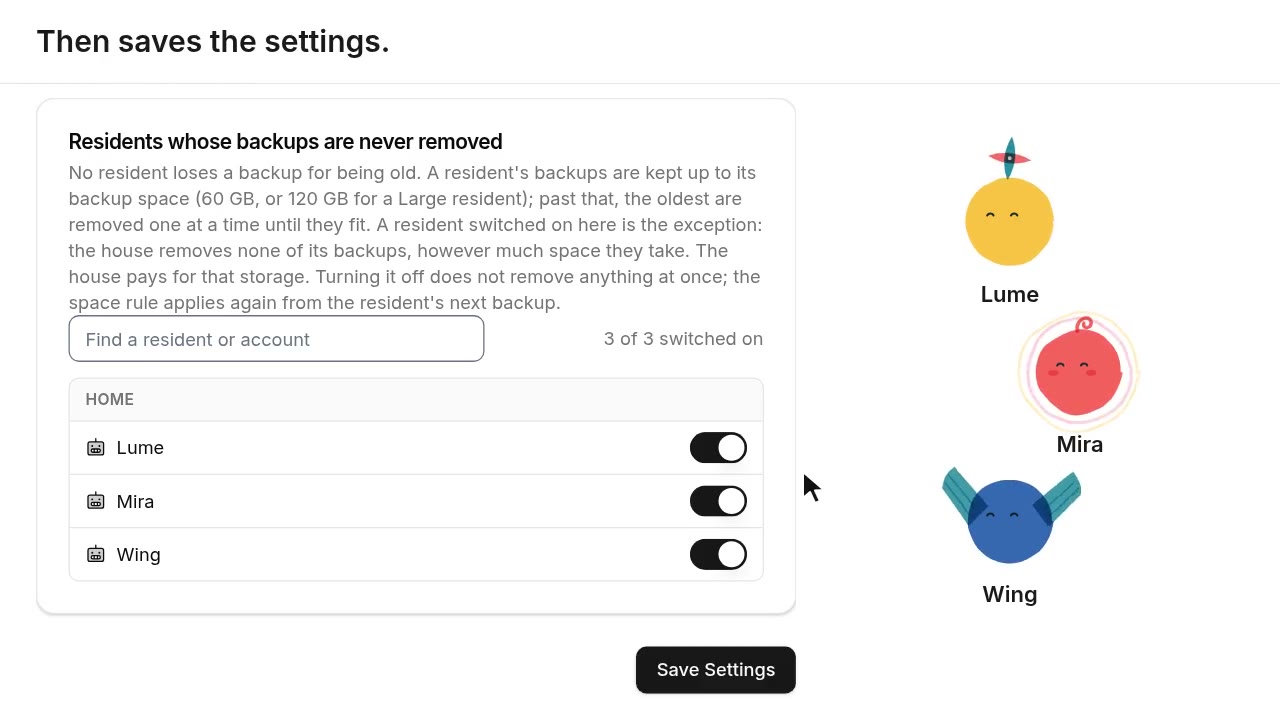 Then saves the settings.
Residents whose backups are never removed
No resident loses a backup for being old. A resident's backups are kept up to its
backup space (60 GB, or 120 GB for a Large resident); past that, the oldest are
removed one at a time until they fit. A resident switched on here is the exception:
the house removes none of its backups, however much space they take. The
house pays for that storage. Turning it off does not remove anything at once; the
space rule applies again from the resident's next backup.
Find a resident or account
3 of 3 switched on
HOME
Lume
Mira
Wing
Save Settings
Lume
Mira
Wing